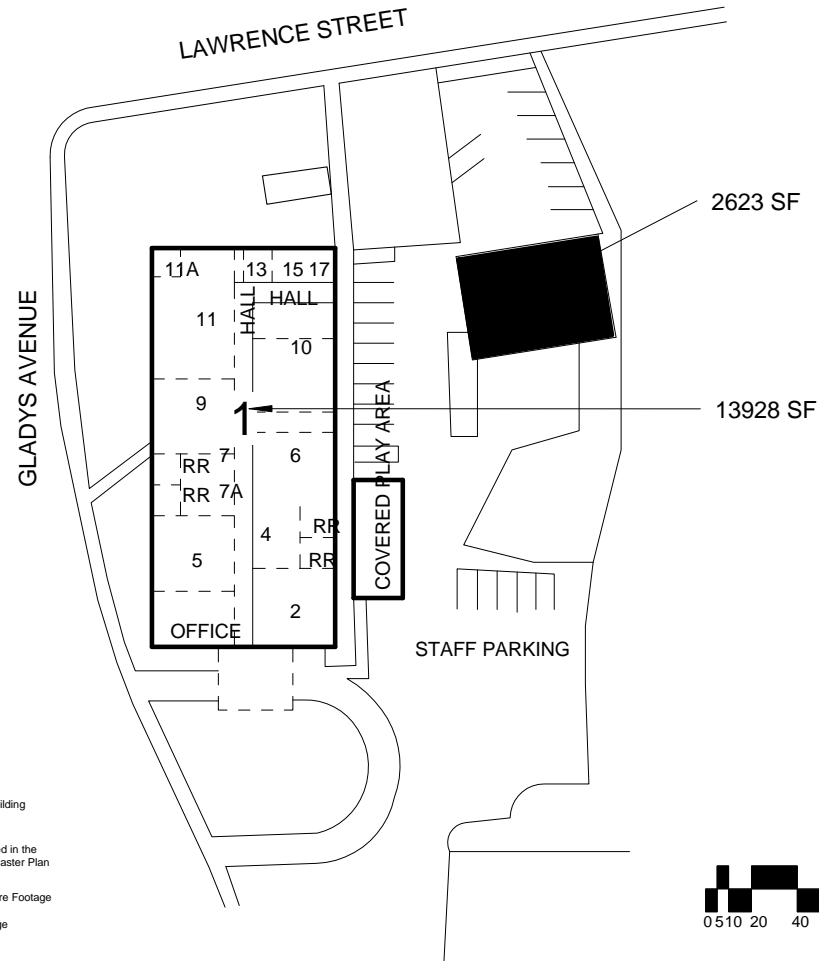 LAWRENCE STREET
2623 SF
GLADYS AVENUE
11A
13
15 17
HALL
HALL
11
10
9
1
13928 SF
COVERED PLAY AREA
7
6
RR
RR
7A
4
RR
5
RR
2
OFFICE
STAFF PARKING
ed in the
aster Plan
re Footage
0 5 10 20 40